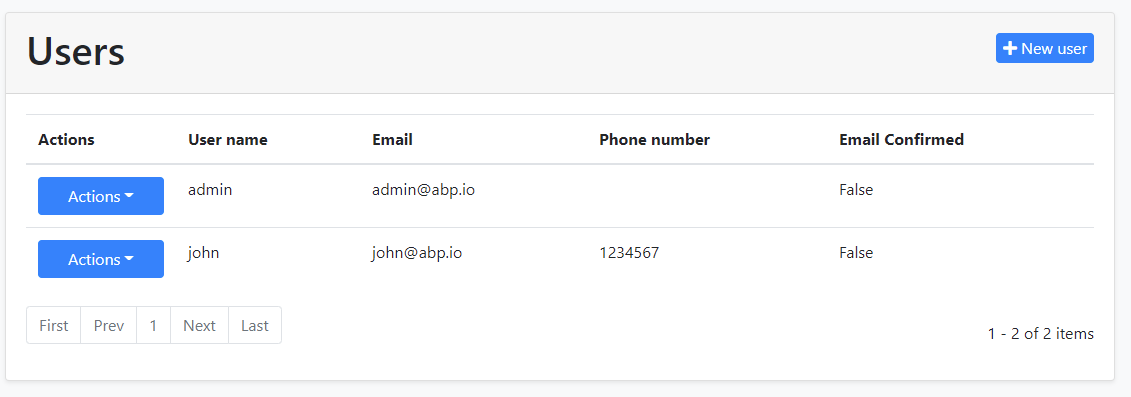 Users
New user
Actions User name Email Phone number Email Confirmed
Actions admin admin@abp.io False
Actions john john@abp.io 1234567 False
First Prev 1 Next Last
1 - 2 of 2 items